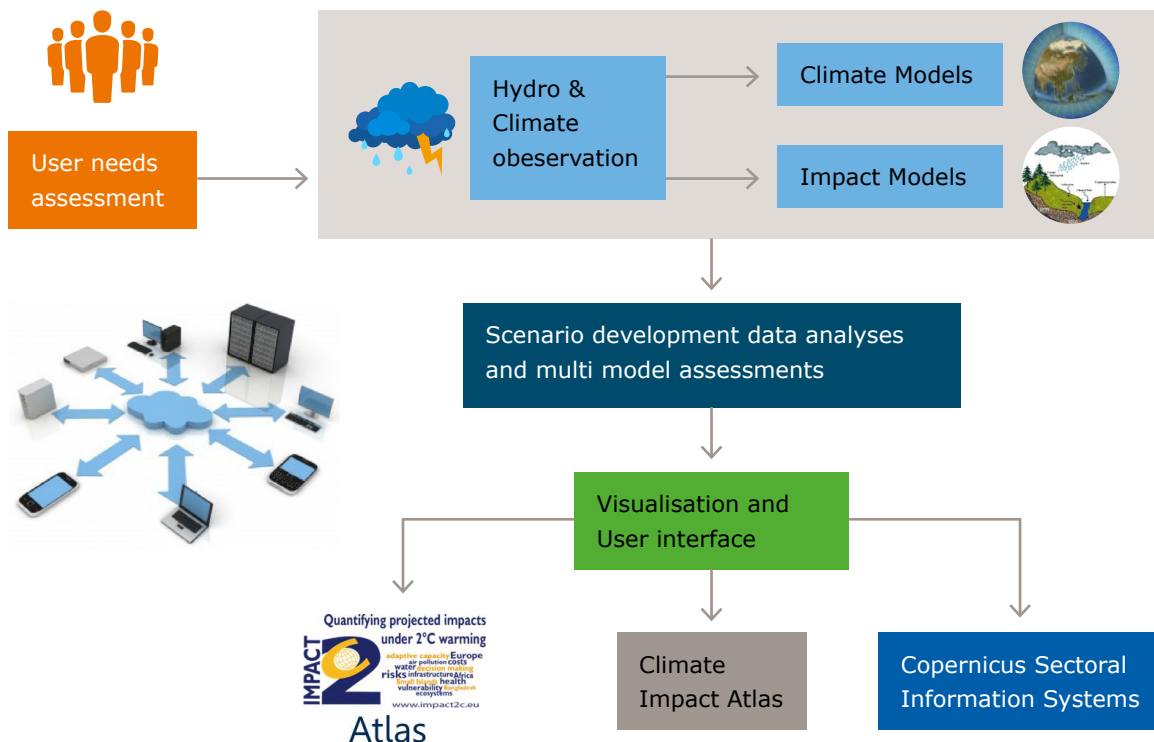 User needs
assessment
Hydro &
Climate
obeservation
Climate Models
Impact Models
Scenario development data analyses
and multi model assessments
Visualisation and
User interface
Quantifying projected impacts
under 2°C warming
IMPACT
2
adaptive capacity Europe
air pollution costs
water decision making
risks infrastructure Africa
Small Islands health
vulnerability Bangladesh
ecosystems
www.impact2c.eu
Atlas
Climate
Impact Atlas
Copernicus Sectoral
Information Systems